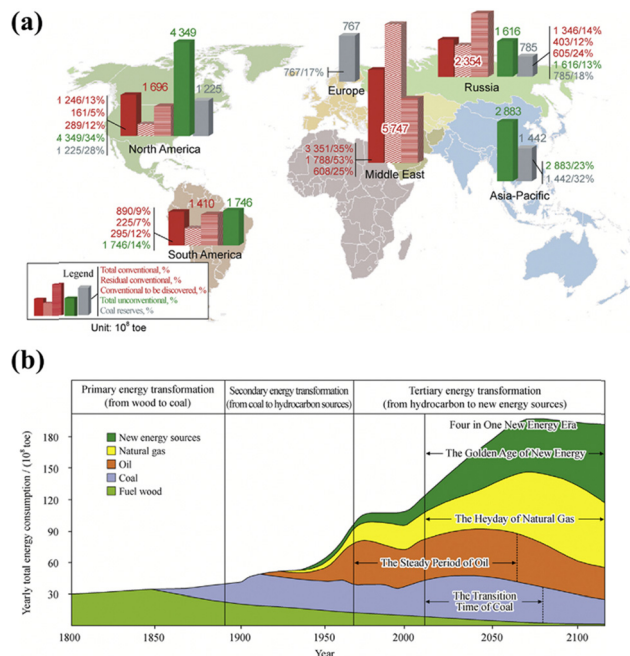 (a)
4 349
1 696
1 225
1 246/13%
161/5%
289/12%
4 349/34%
1 225/28%
North America
767
767/17%
Europe
5 747
3 351/35%
1 788/53%
608/25%
Middle East
2 354
1 616
785
Russia
1 346/14%
403/12%
605/24%
1 616/13%
785/18%
2 883
1 442
2 883/23%
1 442/32%
Asia-Pacific
1 410
1 746
890/9%
225/7%
295/12%
1 746/14%
South America
Legend
Total conventional, %
Residual conventional, %
Conventional to be discovered, %
Total unconventional, %
Coal reserves, %
Unit: 10⁶ toe
(b)
Primary energy transformation
(from wood to coal)
Secondary energy transformation
(from coal to hydrocarbon sources)
Tertiary energy transformation
(from hydrocarbon to new energy sources)
Four in One New Energy Era
The Golden Age of New Energy
The Heyday of Natural Gas
The Steady Period of Oil
The Transition
Time of Coal
New energy sources
Natural gas
Oil
Coal
Fuel wood
Yearly total energy consumption / (10⁸ toe)
180
150
120
90
60
30
1800
1850
1900
1950
2000
2050
2100
Year